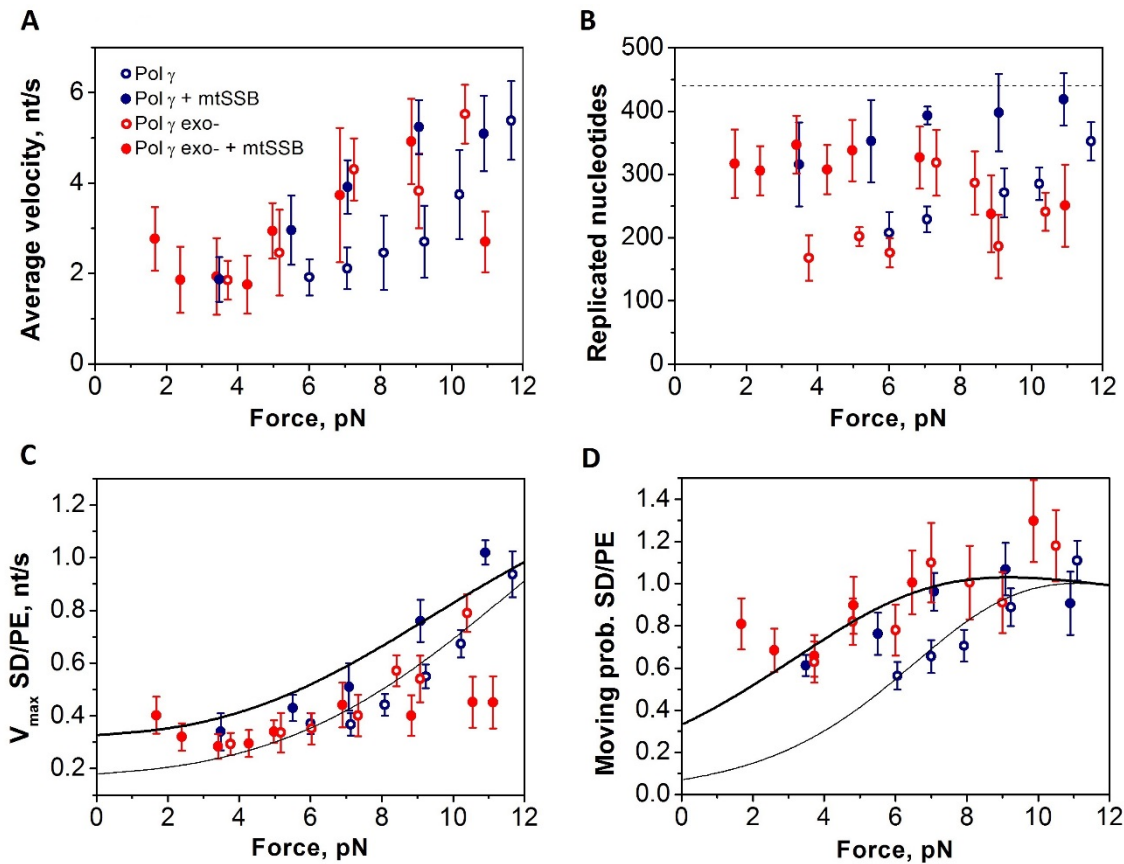 A
Average velocity, nt/s
6
4
2
0
Pol γ
Pol γ + mtSSB
Pol γ exo-
Pol γ exo- + mtSSB
0 2 4 6 8 10 12
Force, pN
B
Replicated nucleotides
500
400
300
200
100
0
0 2 4 6 8 10 12
Force, pN
C
Vmax SD/PE, nt/s
1.2
1.0
0.8
0.6
0.4
0.2
0 2 4 6 8 10 12
Force, pN
D
Moving prob. SD/PE
1.4
1.2
1.0
0.8
0.6
0.4
0.2
0.0
0 2 4 6 8 10 12
Force, pN